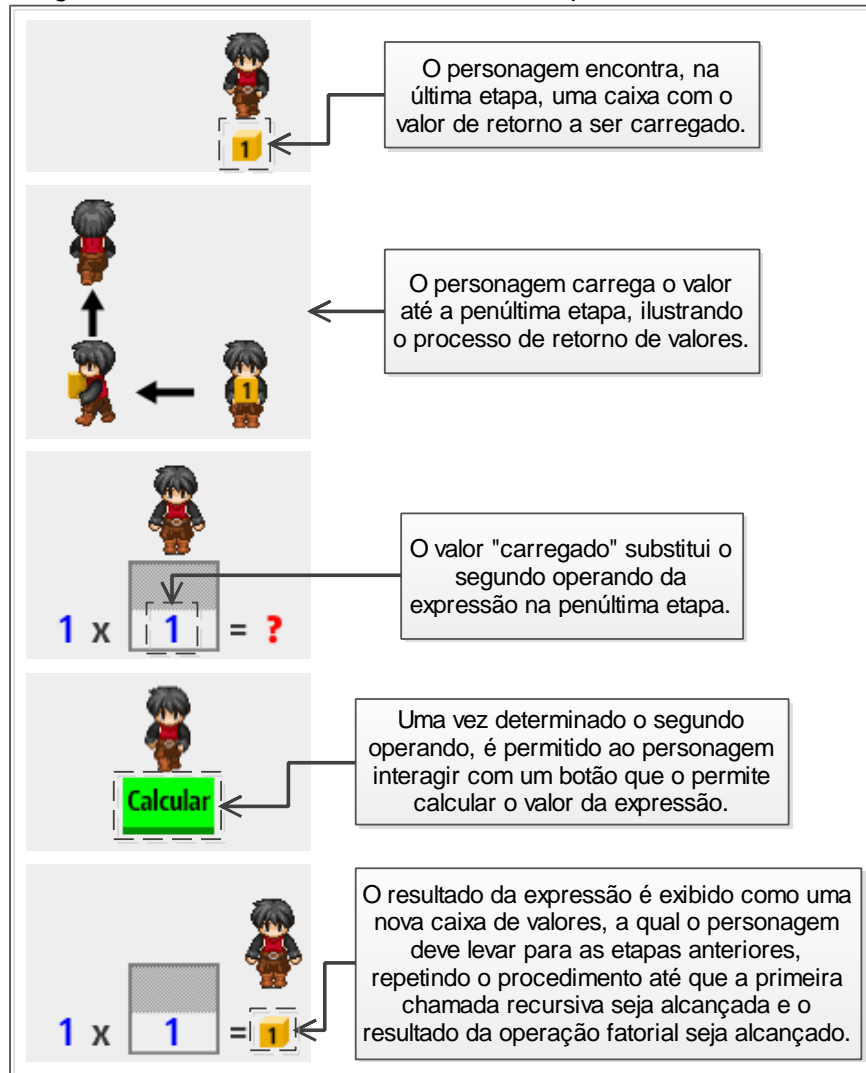 O personagem encontra, na
última etapa, uma caixa com o
valor de retorno a ser carregado.
1
O personagem carrega o valor
até a penúltima etapa, ilustrando
o processo de retorno de valores.
1
O valor "carregado" substitui o
segundo operando da
expressão na penúltima etapa.
1 x 1 = ?
Uma vez determinado o segundo
operando, é permitido ao personagem
interagir com um botão que o permite
calcular o valor da expressão.
Calcular
O resultado da expressão é exibido como uma
nova caixa de valores, a qual o personagem
deve levar para as etapas anteriores,
repetindo o procedimento até que a primeira
chamada recursiva seja alcançada e o
resultado da operação fatorial seja alcançado.
1 x 1 = 1